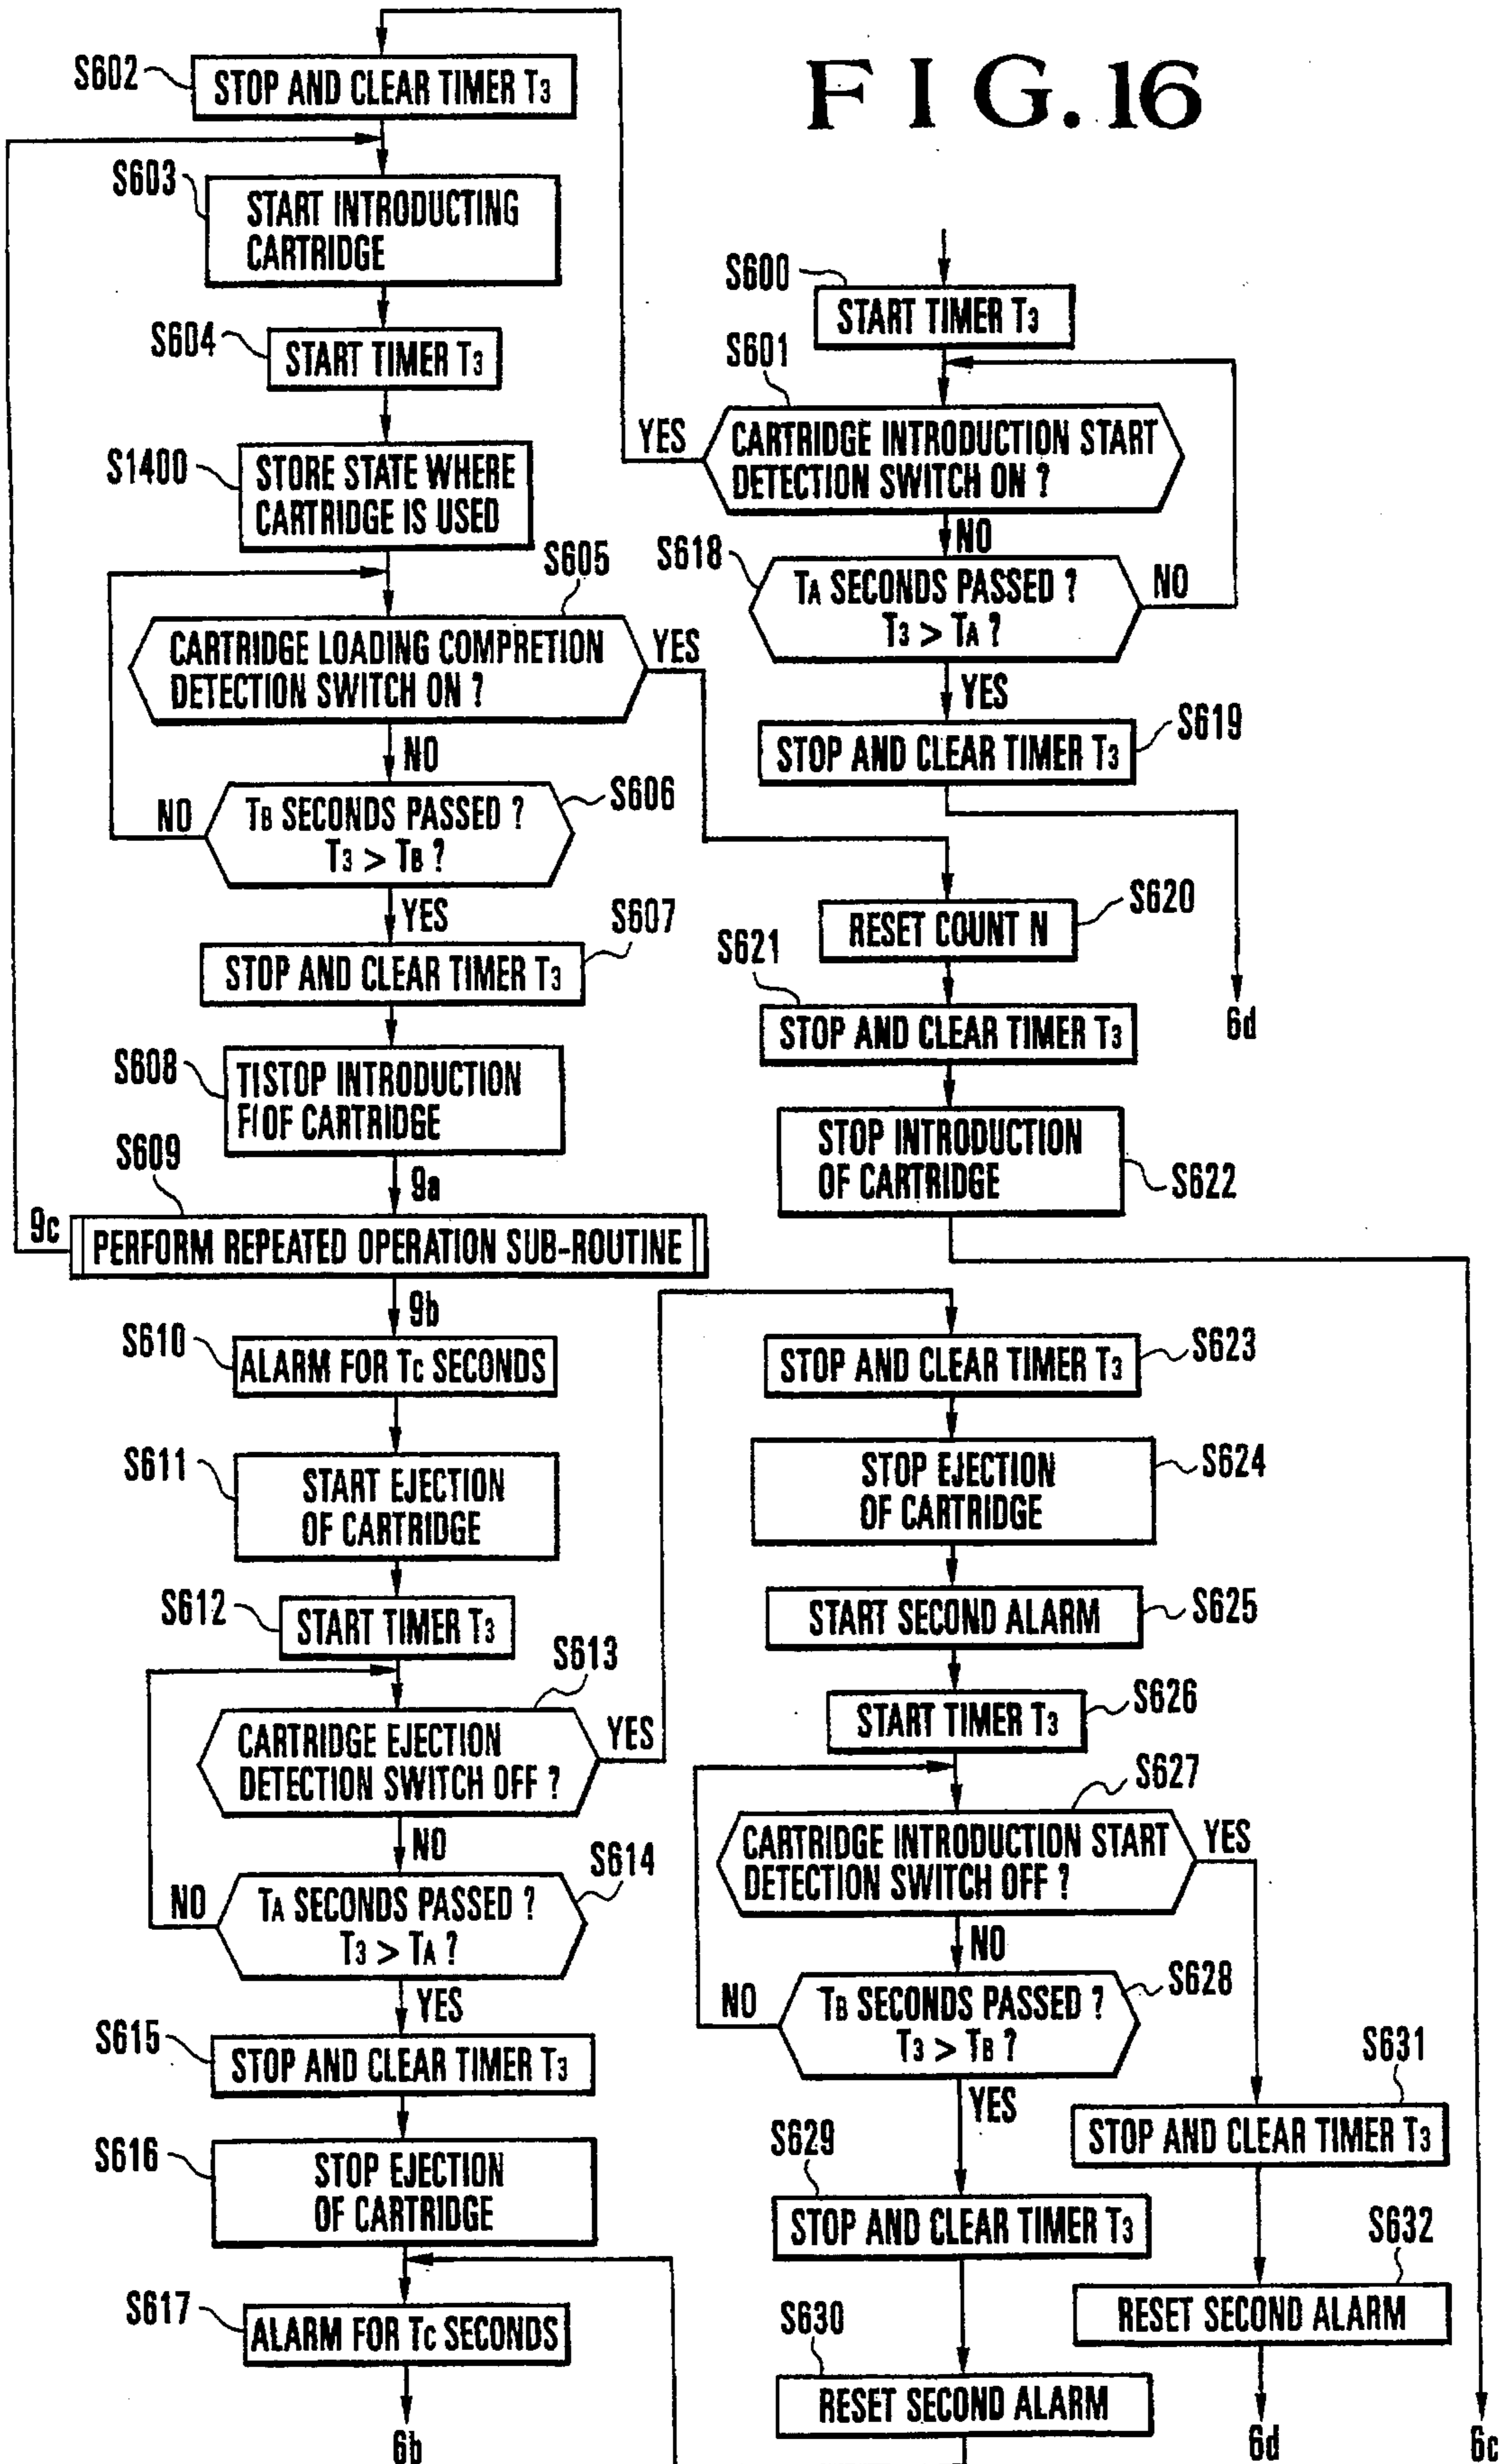 FIG. 16
S602
STOP AND CLEAR TIMER T3
S603
START INTRODUCTING
CARTRIDGE
S604
START TIMER T3
S1400
STORE STATE WHERE
CARTRIDGE IS USED
S605
CARTRIDGE LOADING COMPRETION
DETECTION SWITCH ON ?
YES
NO
S606
TB SECONDS PASSED ?
T3 > TB ?
NO
YES
S607
STOP AND CLEAR TIMER T3
S608
TISTOP INTRODUCTION
F/OF CARTRIDGE
9a
S609
9c
PERFORM REPEATED OPERATION SUB-ROUTINE
9b
S610
ALARM FOR TC SECONDS
S611
START EJECTION
OF CARTRIDGE
S612
START TIMER T3
S613
CARTRIDGE EJECTION
DETECTION SWITCH OFF ?
YES
NO
S614
TA SECONDS PASSED ?
T3 > TA ?
NO
YES
S615
STOP AND CLEAR TIMER T3
S616
STOP EJECTION
OF CARTRIDGE
S617
ALARM FOR TC SECONDS
6b
S600
START TIMER T3
S601
CARTRIDGE INTRODUCTION START
DETECTION SWITCH ON ?
YES
NO
S618
TA SECONDS PASSED ?
T3 > TA ?
NO
YES
S619
STOP AND CLEAR TIMER T3
6d
S620
RESET COUNT N
S621
STOP AND CLEAR TIMER T3
S622
STOP INTRODUCTION
OF CARTRIDGE
S623
STOP AND CLEAR TIMER T3
S624
STOP EJECTION
OF CARTRIDGE
S625
START SECOND ALARM
S626
START TIMER T3
S627
CARTRIDGE INTRODUCTION START
DETECTION SWITCH OFF ?
YES
NO
S628
TB SECONDS PASSED ?
T3 > TB ?
NO
YES
S629
STOP AND CLEAR TIMER T3
S630
RESET SECOND ALARM
S631
STOP AND CLEAR TIMER T3
S632
RESET SECOND ALARM
6d
6c